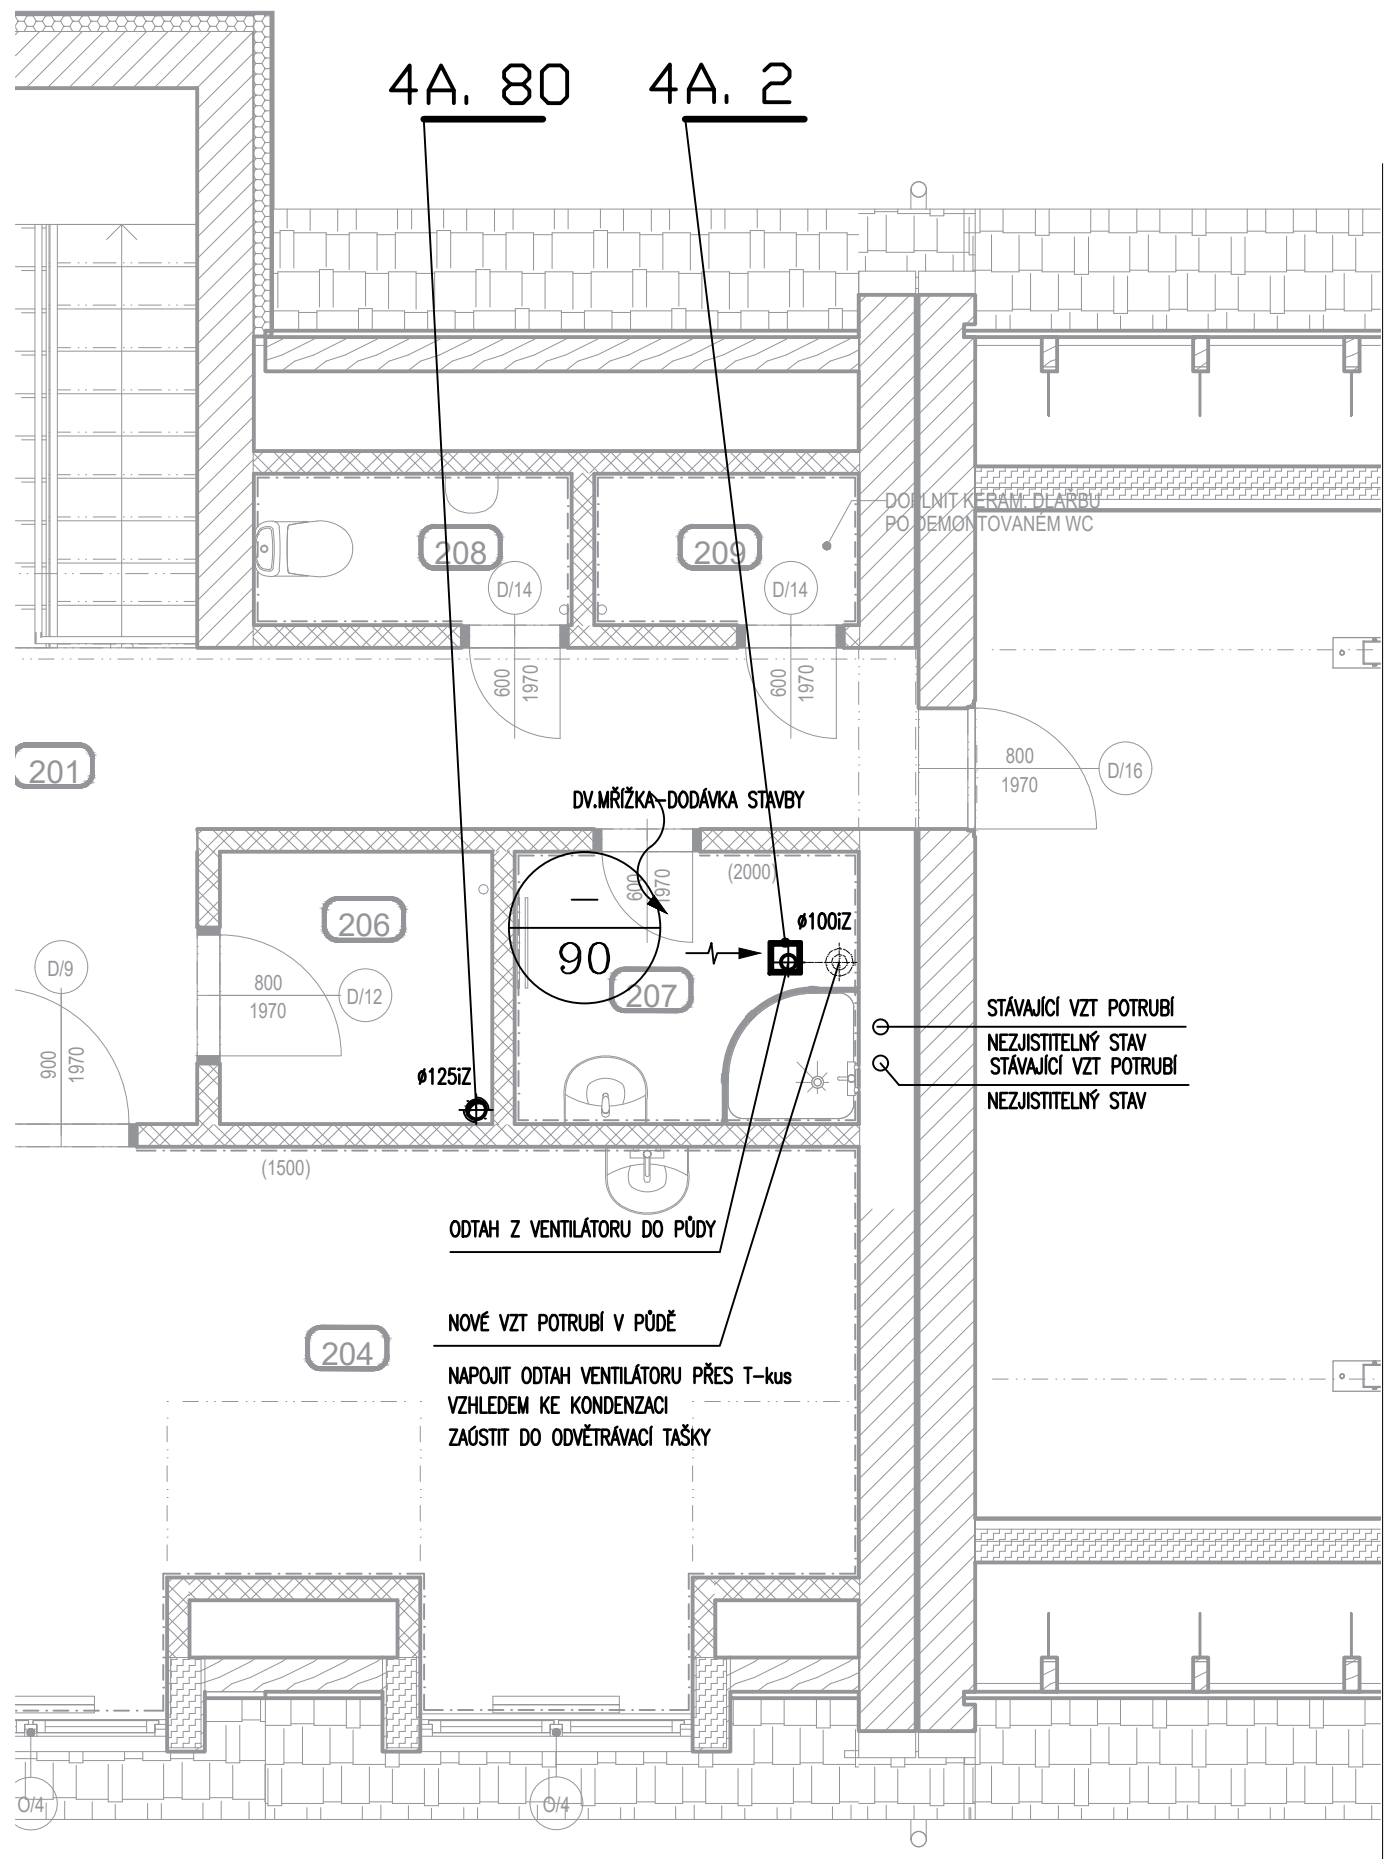 4A. 80
4A. 2
DOPLNIT KERAM. DLAŽBU
PO DEMONTOVANÉM WC
208
209
D/14
D/14
600
1970
600
1970
201
800
1970
D/16
DV.MŘÍŽKA-DODÁVKA STAVBY
600
1970
(2000)
206
–
90
ø100iZ
207
D/9
800
1970
D/12
900
1970
ø125iZ
STÁVAJÍCÍ VZT POTRUBÍ
NEZJISTITELNÝ STAV
STÁVAJÍCÍ VZT POTRUBÍ
NEZJISTITELNÝ STAV
(1500)
ODTAH Z VENTILÁTORU DO PŮDY
NOVÉ VZT POTRUBÍ V PŮDĚ
204
NAPOJIT ODTAH VENTILÁTORU PŘES T-kus
VZHLEDEM KE KONDENZACI
ZAÚSTIT DO ODVĚTRÁVACÍ TAŠKY
O/4
O/4